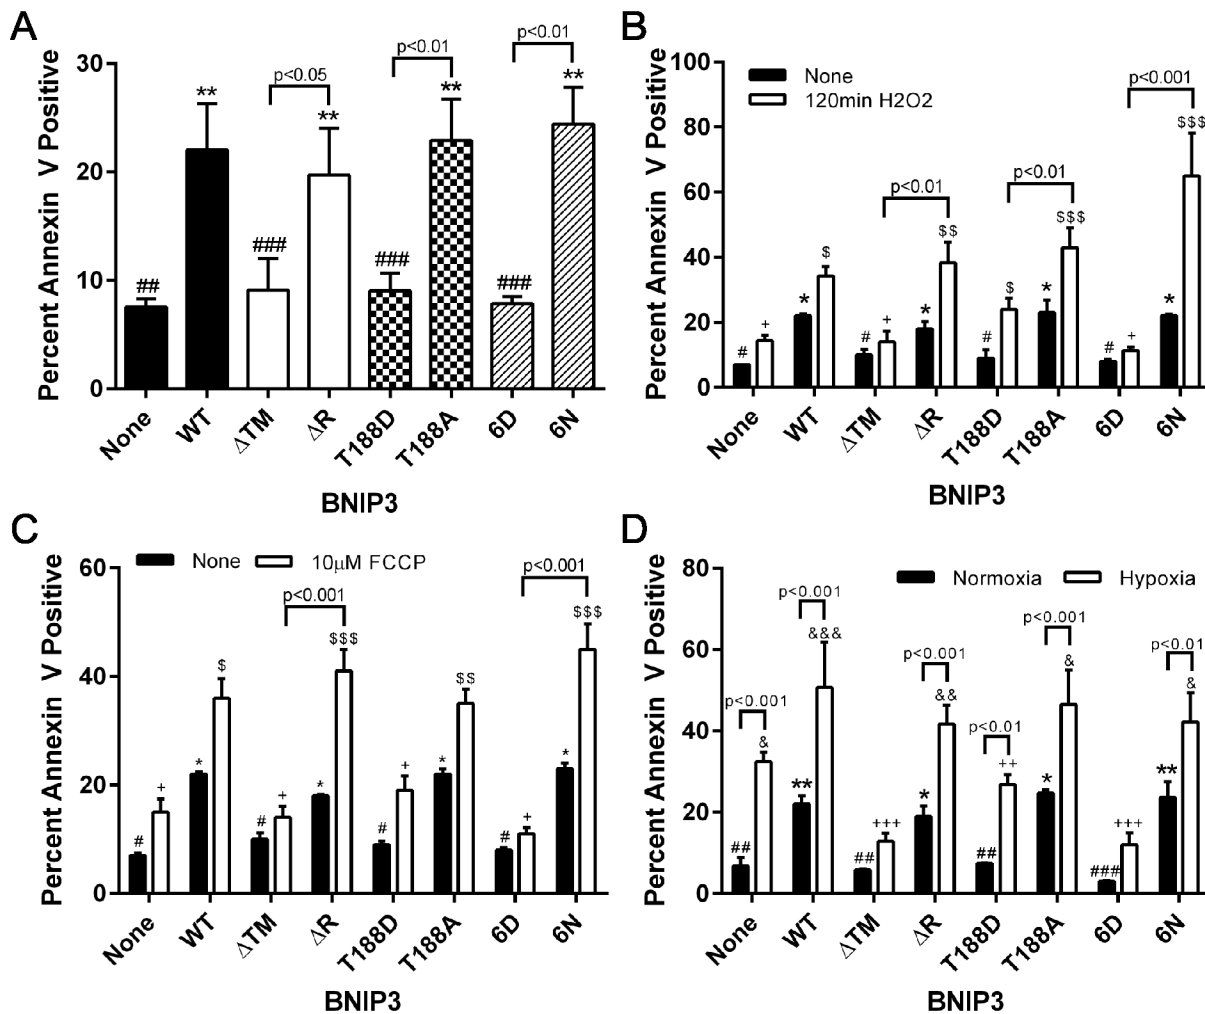 A
Percent Annexin V Positive
30
20
10
0
##
**
###
**
###
**
###
**
p<0.05
p<0.01
p<0.01
None
WT
ΔTM
ΔR
T188D
T188A
6D
6N
BNIP3
B
Percent Annexin V Positive
100
80
60
40
20
0
None
120min H2O2
#
+
*
$
#
+
*
$$
#
$
*
$$$
#
+
*
$$$
p<0.01
p<0.01
p<0.001
None
WT
ΔTM
ΔR
T188D
T188A
6D
6N
BNIP3
C
Percent Annexin V Positive
60
40
20
0
None
10μM FCCP
#
+
*
$
#
+
*
$$$
#
+
*
$$
#
+
*
$$$
p<0.001
p<0.001
None
WT
ΔTM
ΔR
T188D
T188A
6D
6N
BNIP3
D
Percent Annexin V Positive
80
60
40
20
0
Normoxia
Hypoxia
p<0.001
##
&
p<0.001
**
&&&
##
+++
p<0.001
*
&&
p<0.01
##
++
p<0.001
*
&
###
+++
p<0.01
**
&
None
WT
ΔTM
ΔR
T188D
T188A
6D
6N
BNIP3